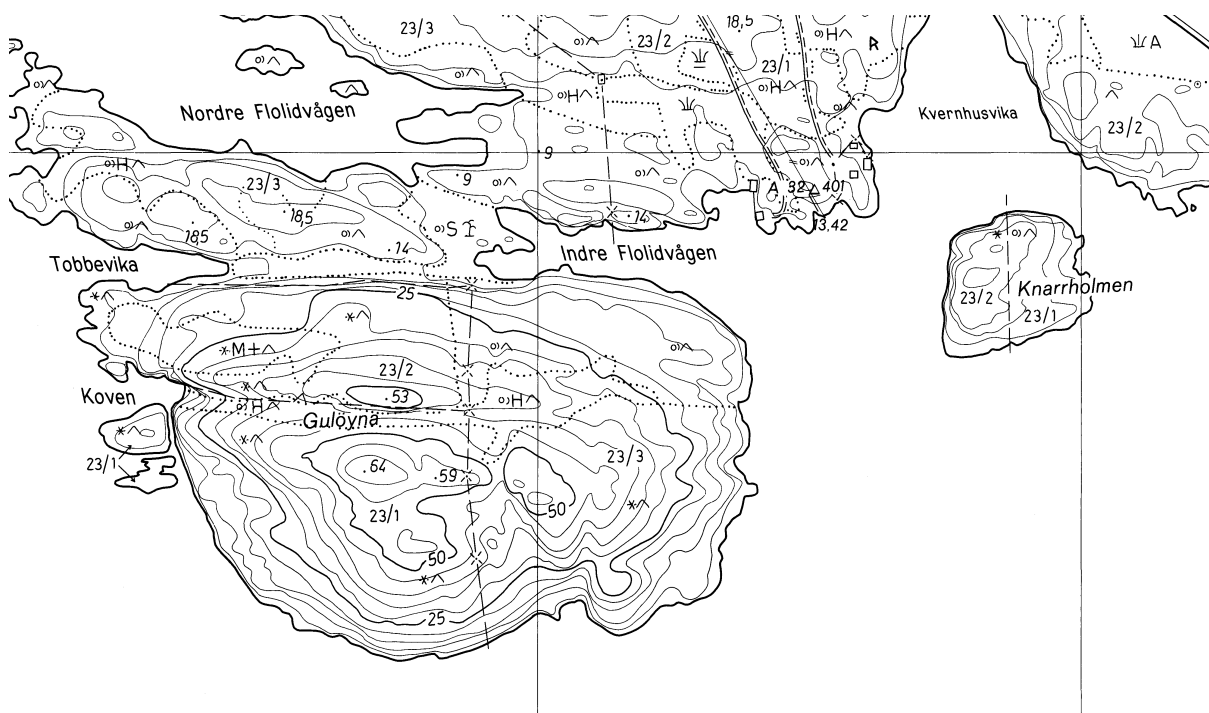 23/3
23/2
18,5
A
H
R
23/1
H
Nordre Flolidvågen
Kvernhusvika
23/2
9
H
23/3
9
A
32
401
18,5
14
13.42
18,5
S
14
Tobbevika
Indre Flolidvågen
25
Knarrholmen
23/2
23/1
M
23/2
Koven
53
H
H
Guløyna
23/1
64
59
23/3
23/1
50
50
25